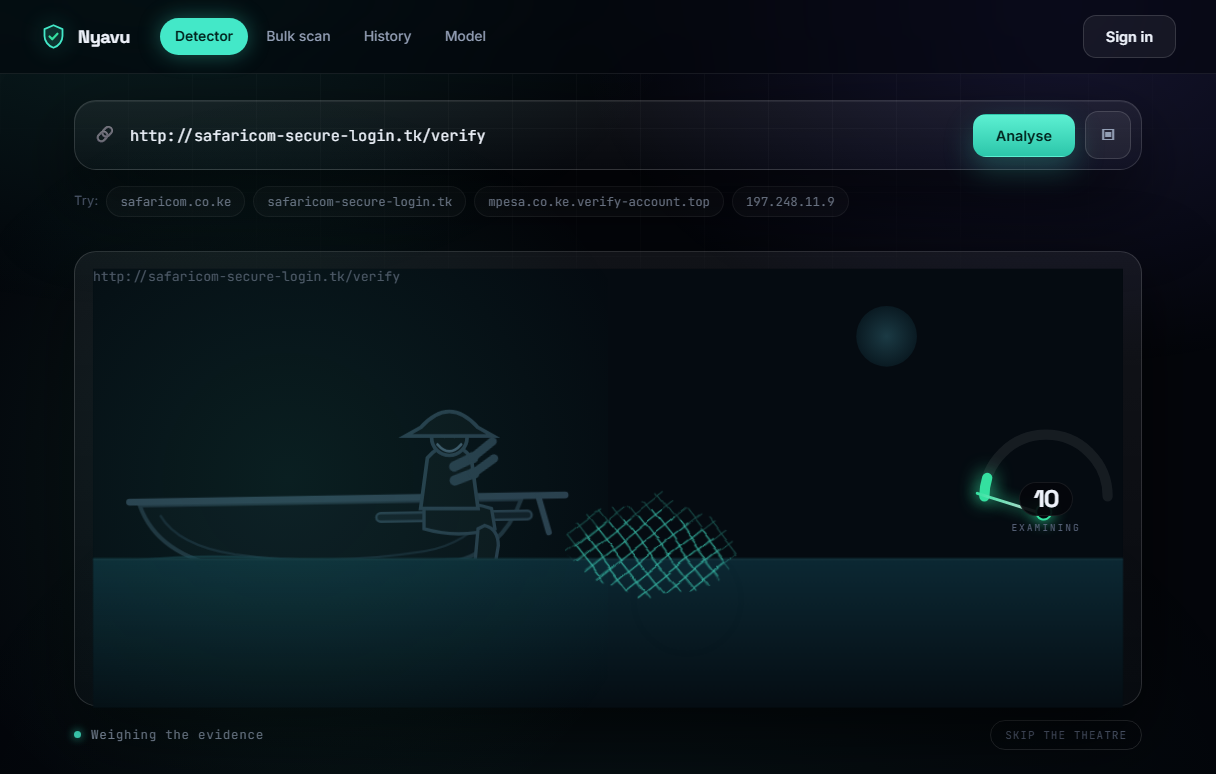 Nyavu
Detector
Bulk scan
History
Model
Sign in
http://safaricom-secure-login.tk/verify
Analyse
Try:
safaricom.co.ke
safaricom-secure-login.tk
mpesa.co.ke.verify-account.top
197.248.11.9
http://safaricom-secure-login.tk/verify
10
EXAMINING
Weighing the evidence
SKIP THE THEATRE